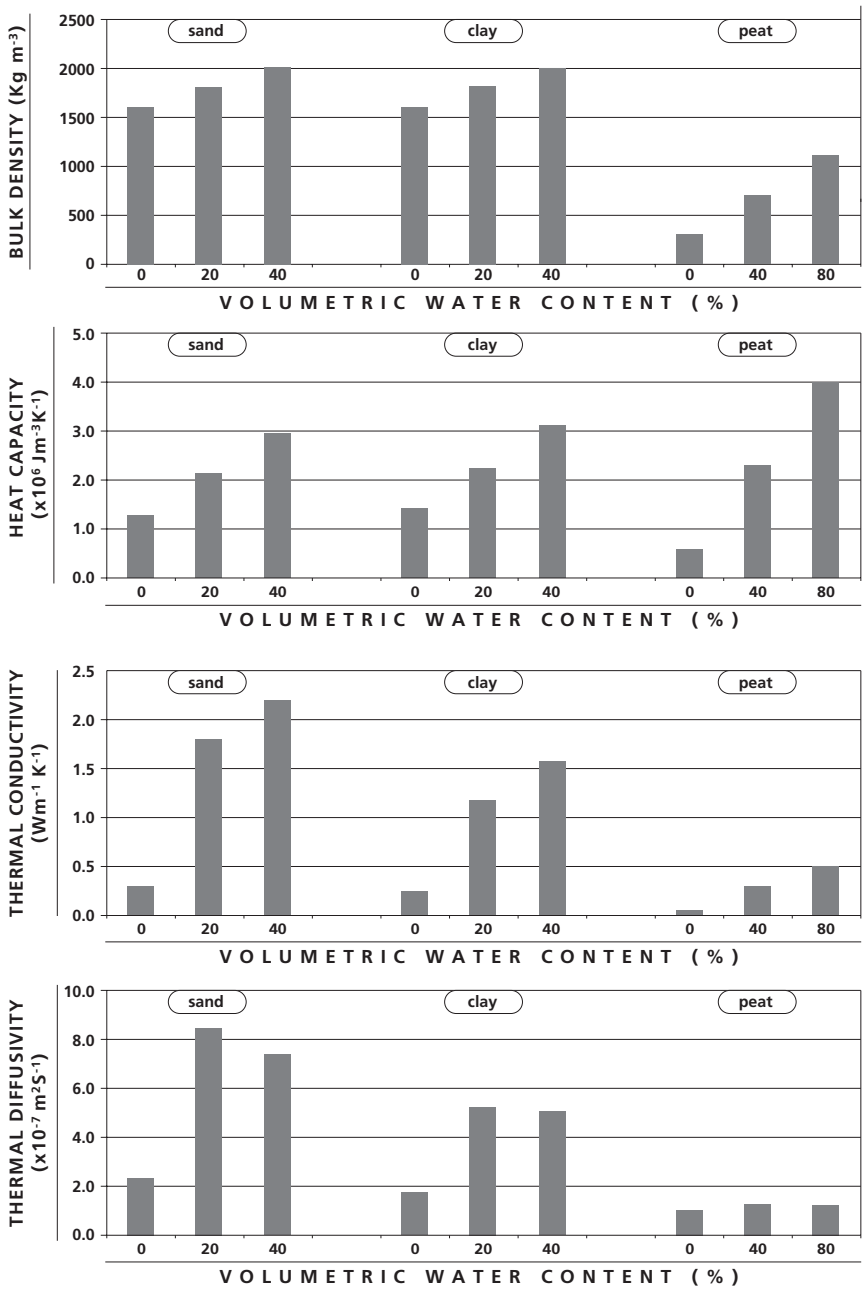 BULK DENSITY (Kg m-3)
2500
2000
1500
1000
500
0
sand
clay
peat
0 20 40 0 20 40 0 40 80
VOLUMETRIC WATER CONTENT (%)
HEAT CAPACITY
(x10⁶ Jm-3K-1)
5.0
4.0
3.0
2.0
1.0
0.0
sand
clay
peat
0 20 40 0 20 40 0 40 80
VOLUMETRIC WATER CONTENT (%)
THERMAL CONDUCTIVITY
(Wm-1 K-1)
2.5
2.0
1.5
1.0
0.5
0.0
sand
clay
peat
0 20 40 0 20 40 0 40 80
VOLUMETRIC WATER CONTENT (%)
THERMAL DIFFUSIVITY
(x10-7 m²S-1)
10.0
8.0
6.0
4.0
2.0
0.0
sand
clay
peat
0 20 40 0 20 40 0 40 80
VOLUMETRIC WATER CONTENT (%)